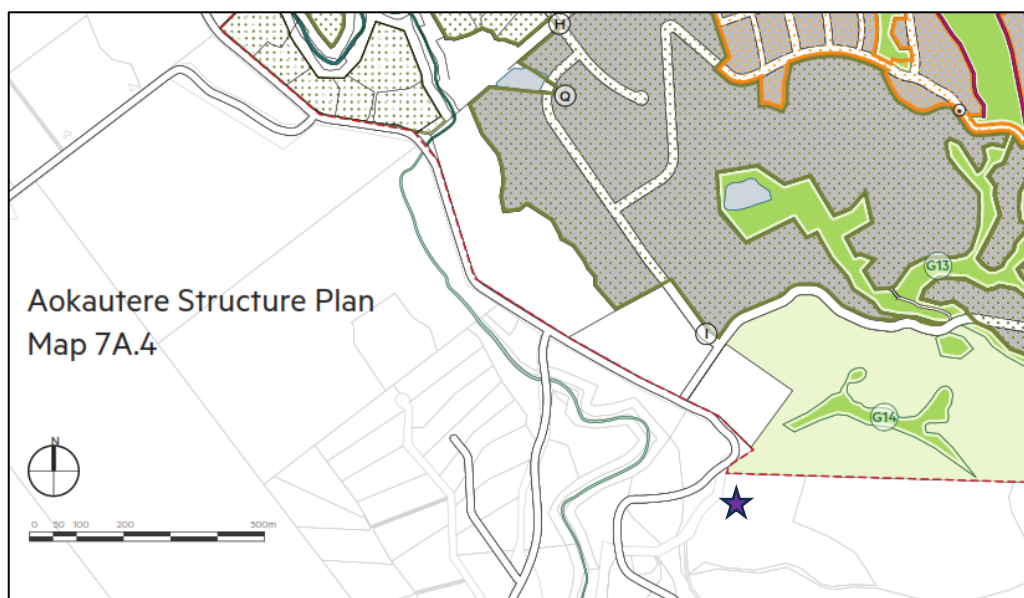 H
Q
G13
Aokautere Structure Plan
Map 7A.4
I
G14
N
0 50 100 200 500m